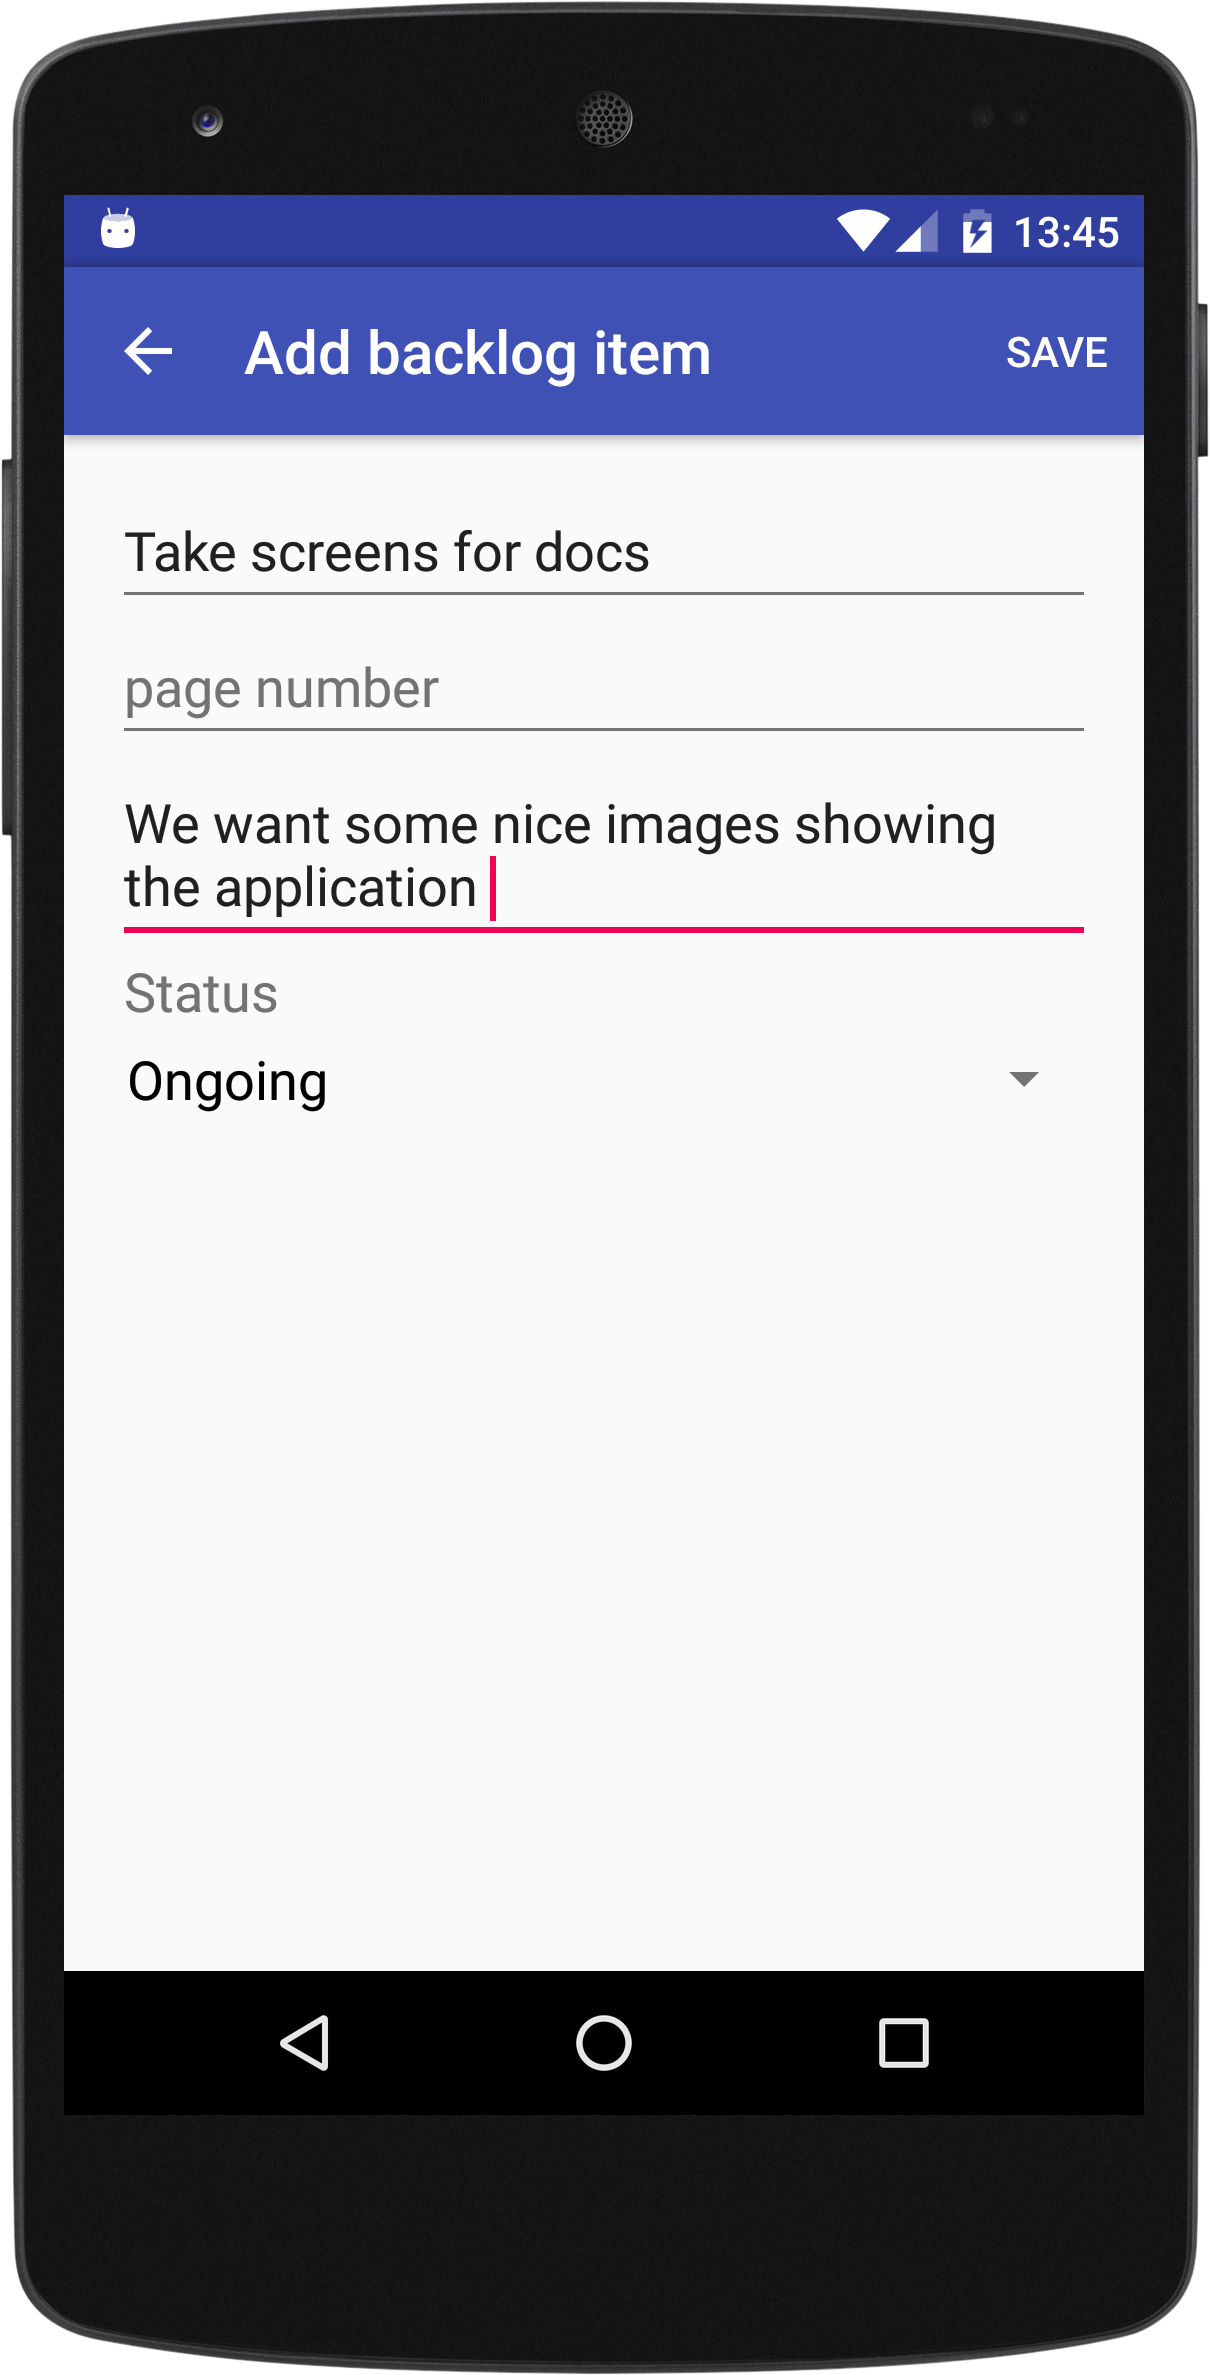 13:45
Add backlog item
SAVE
Take screens for docs
page number
We want some nice images showing
the application
Status
Ongoing